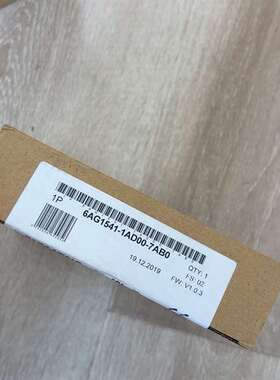 1P
6AG1541-1AD00-7AB0
19.12.2019
QTY: 1
FS: 02
FW: V1.0.3